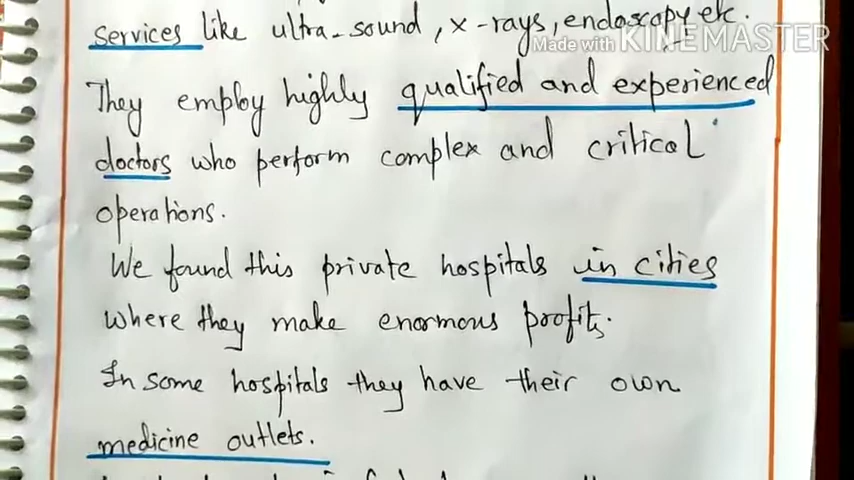 services like ultra-sound, x-rays, endoscopy etc.
Made with KINEMASTER
They employ highly qualified and experienced
doctors who perform complex and critical
operations.
We found this private hospitals in cities
where they make enormous profits.
In some hospitals they have their own
medicine outlets.